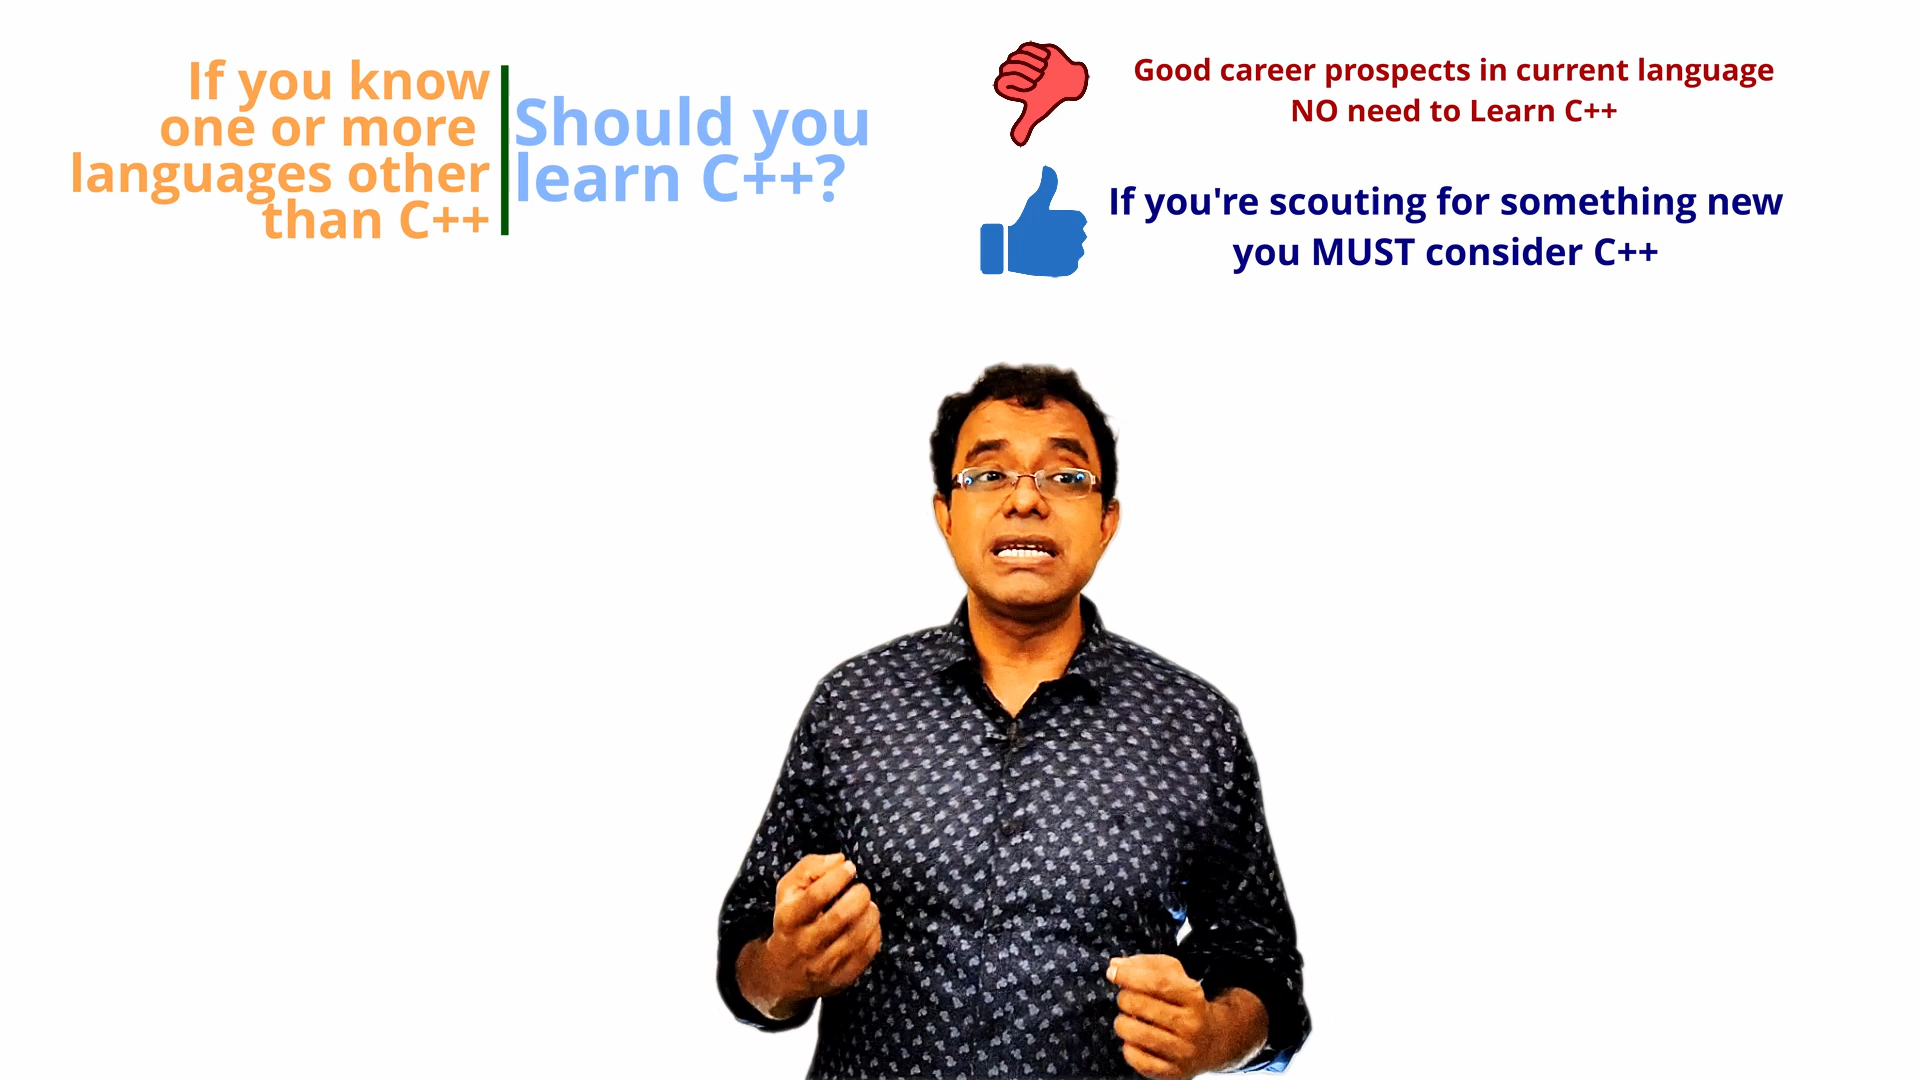 If you know
one or more
languages other
than C++
Should you
learn C++?
Good career prospects in current language
NO need to Learn C++
If you're scouting for something new
you MUST consider C++